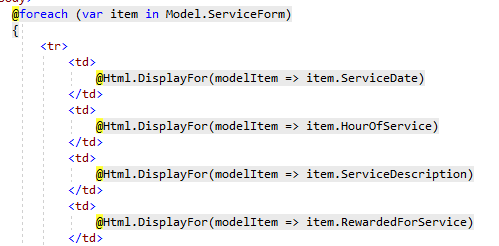 @foreach (var item in Model.ServiceForm)
{
<tr>
<td>
@Html.DisplayFor(modelItem => item.ServiceDate)
</td>
<td>
@Html.DisplayFor(modelItem => item.HourOfService)
</td>
<td>
@Html.DisplayFor(modelItem => item.ServiceDescription)
</td>
<td>
@Html.DisplayFor(modelItem => item.RewardedForService)
</td>